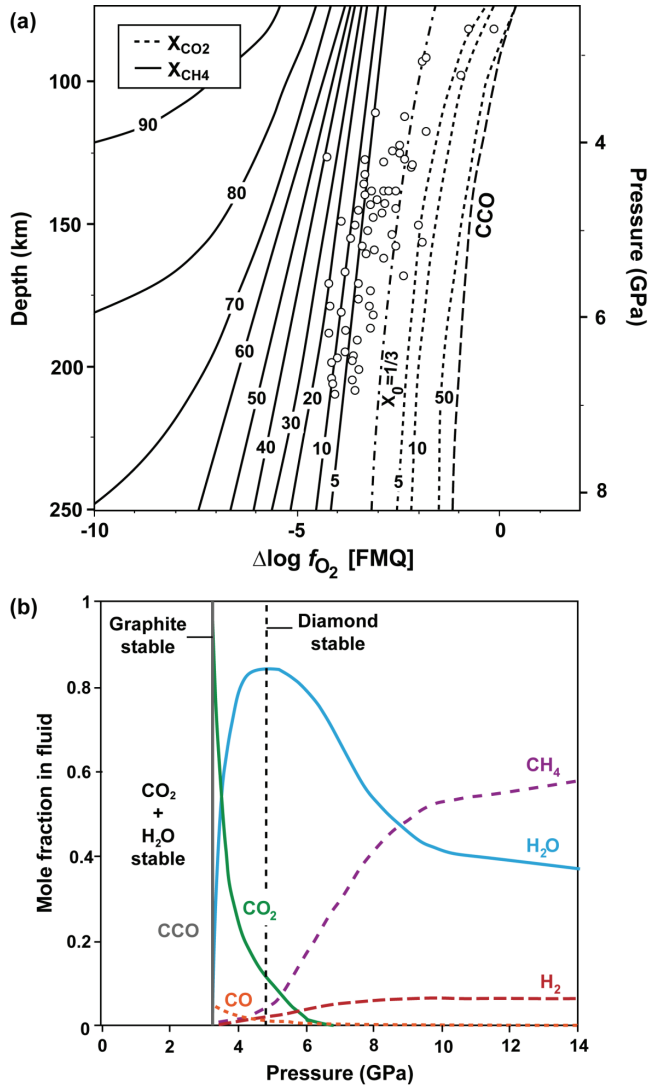 (a)
X_CO2
X_CH4
90
80
70
60
50
40
30
20
10
5
X_O=1/3
5
10
50
CCO
100
150
200
250
Depth (km)
4
6
8
Pressure (GPa)
-10
-5
0
Δlog f_O2 [FMQ]
(b)
Graphite
stable
Diamond
stable
CO2
+
H2O
stable
CCO
CO2
CO
CH4
H2O
H2
1
0.8
0.6
0.4
0.2
0
Mole fraction in fluid
0
2
4
6
8
10
12
14
Pressure (GPa)